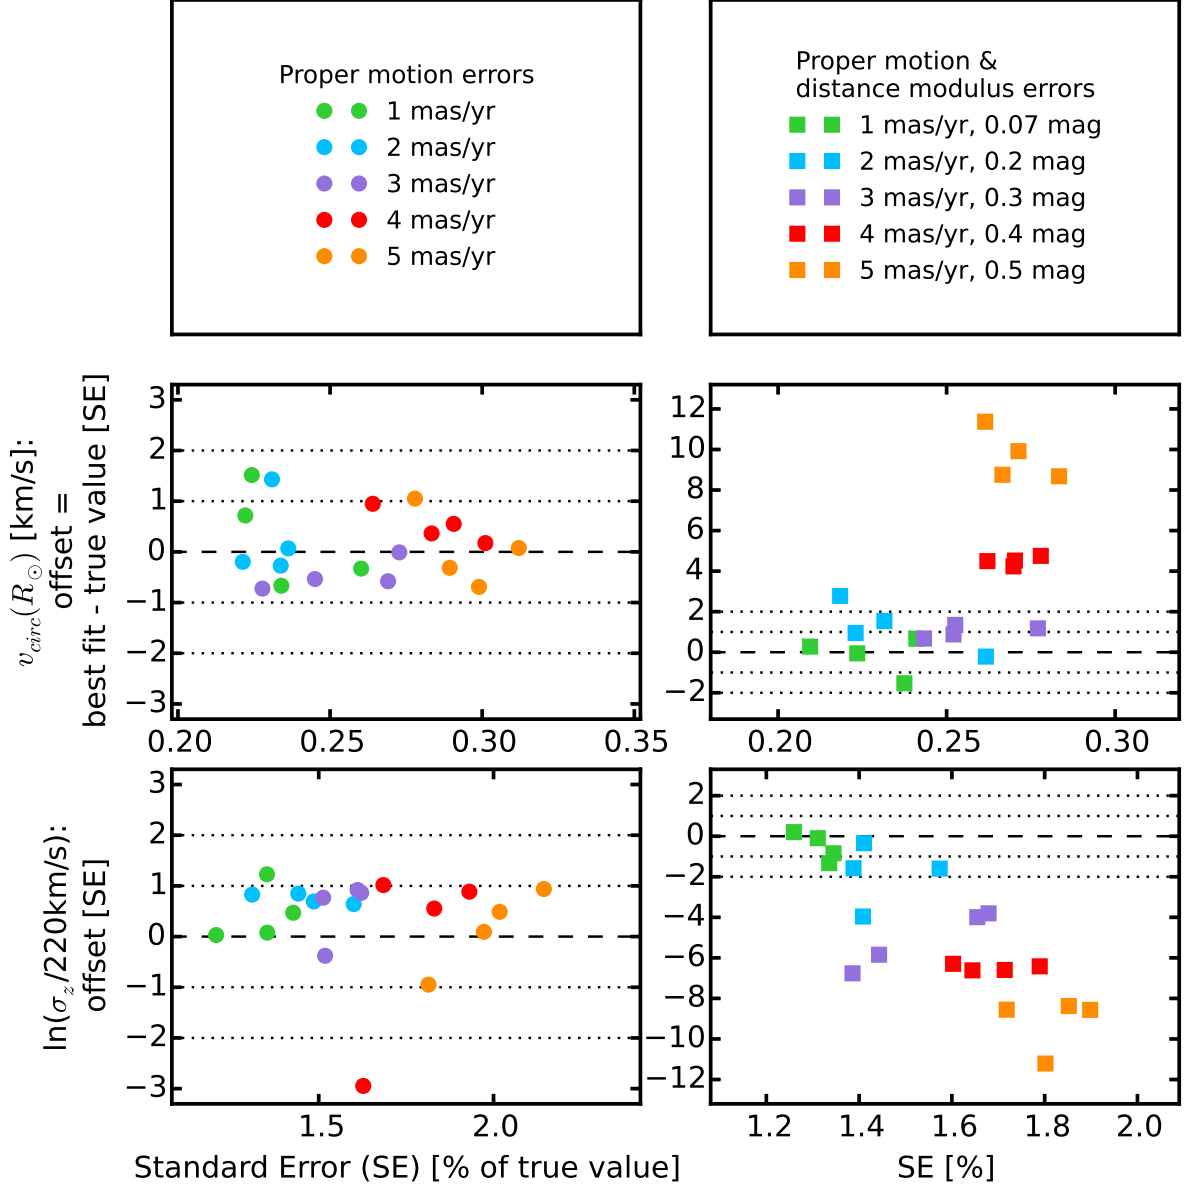 Proper motion errors
1 mas/yr
2 mas/yr
3 mas/yr
4 mas/yr
5 mas/yr
Proper motion &
distance modulus errors
1 mas/yr, 0.07 mag
2 mas/yr, 0.2 mag
3 mas/yr, 0.3 mag
4 mas/yr, 0.4 mag
5 mas/yr, 0.5 mag
v_circ(R_⊙) [km/s]:
offset =
best fit - true value [SE]
3
2
1
0
−1
−2
−3
0.20 0.25 0.30 0.35
12
10
8
6
4
2
0
−2
0.20 0.25 0.30
ln(σ_z/220km/s):
offset [SE]
3
2
1
0
−1
−2
−3
1.5 2.0
Standard Error (SE) [% of true value]
2
0
−2
−4
−6
−8
−10
−12
1.2 1.4 1.6 1.8 2.0
SE [%]